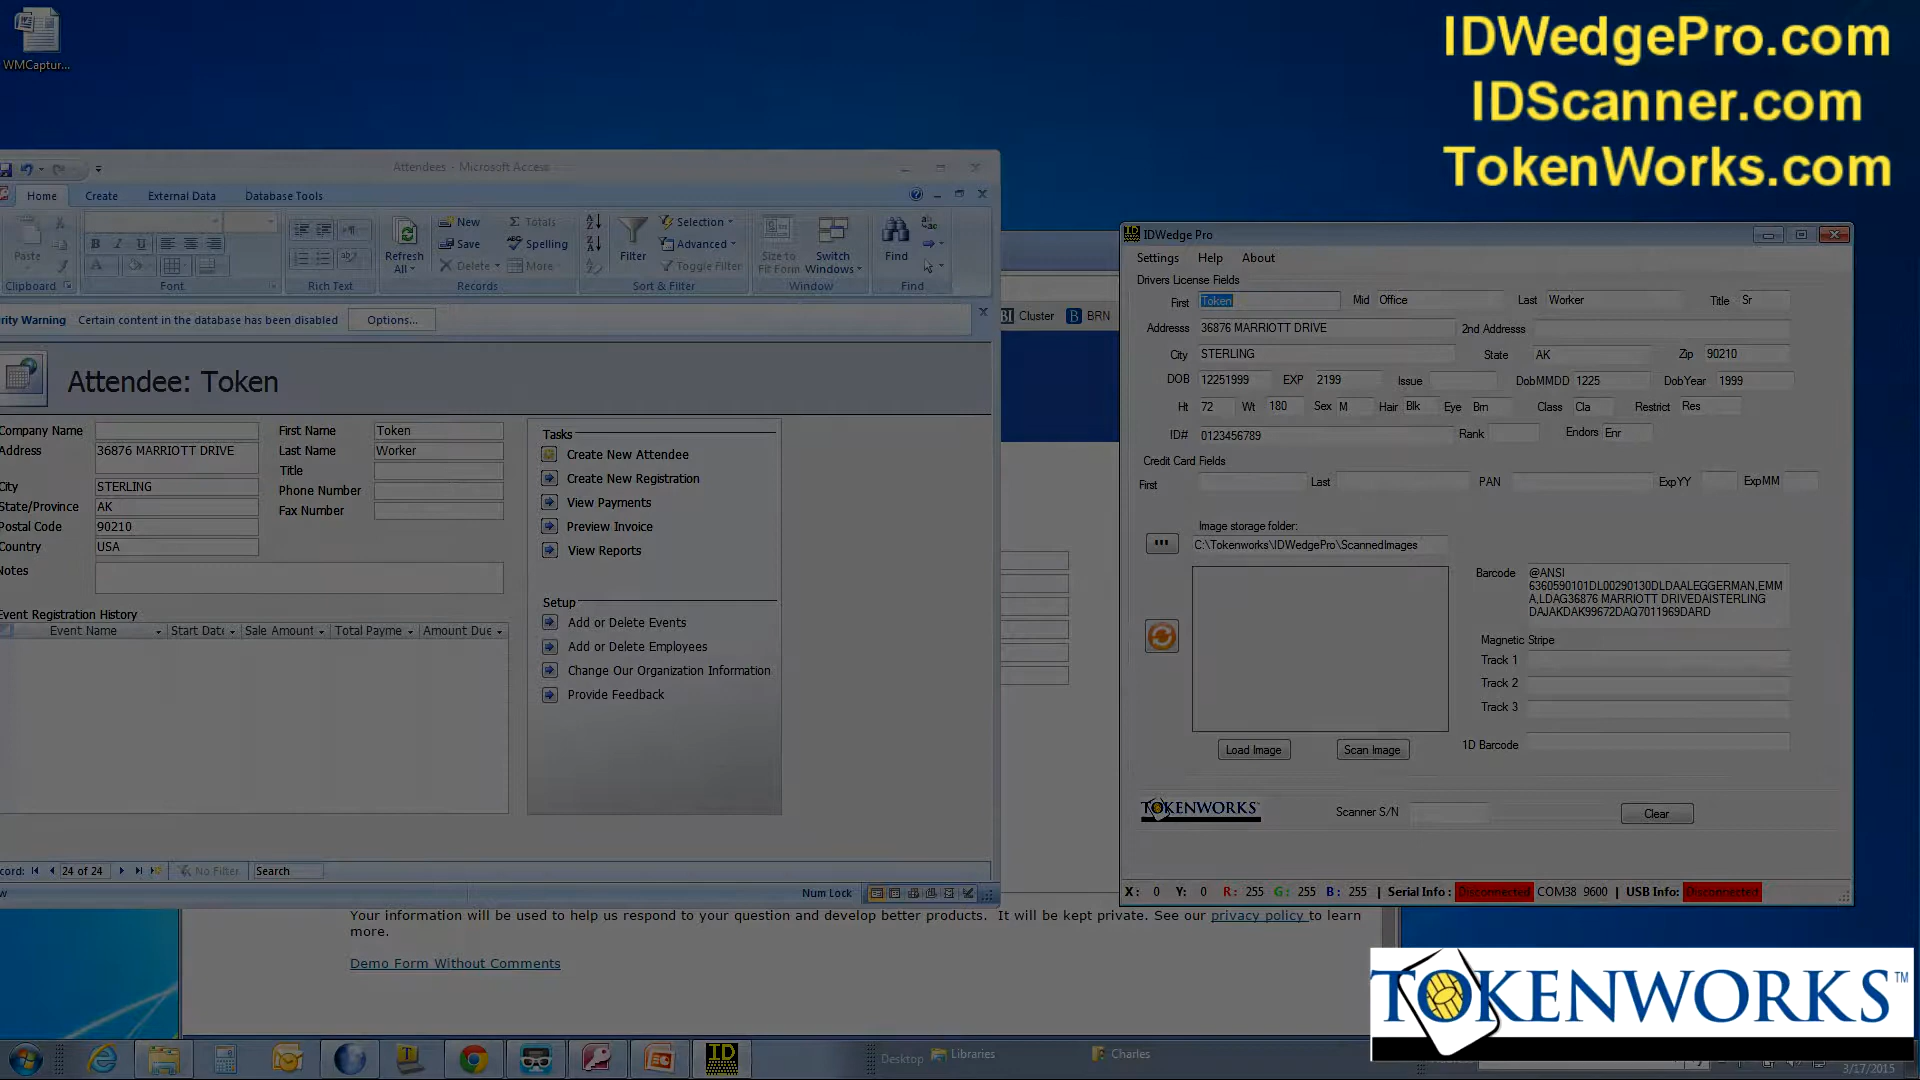 WMCaptur...
IDWedgePro.com
IDScanner.com
TokenWorks.com
Attendees - Microsoft Access
Home Create External Data Database Tools
Paste
Clipboard
Font
Rich Text
Refresh All
New
Save
Delete
Totals
Spelling
More
Records
Filter
Selection
Advanced
Toggle Filter
Sort & Filter
Size to Fit Form
Switch Windows
Window
Find
Find
rity Warning Certain content in the database has been disabled Options...
Attendee: Token
Company Name
Address 36876 MARRIOTT DRIVE
City STERLING
State/Province AK
Postal Code 90210
Country USA
Notes
First Name Token
Last Name Worker
Title
Phone Number
Fax Number
Event Registration History
Event Name Start Date Sale Amount Total Payme Amount Due
Tasks
Create New Attendee
Create New Registration
View Payments
Preview Invoice
View Reports
Setup
Add or Delete Events
Add or Delete Employees
Change Our Organization Information
Provide Feedback
cord: 24 of 24 No Filter Search
Num Lock
Cluster BRN
IDWedge Pro
Settings Help About
Drivers License Fields
First Token Mid Office Last Worker Title Sr
Addresss 36876 MARRIOTT DRIVE 2nd Addresss
City STERLING State AK Zip 90210
DOB 12251999 EXP 2199 Issue DobMMDD 1225 DobYear 1999
Ht 72 Wt 180 Sex M Hair Blk Eye Brn Class Cla Restrict Res
ID# 0123456789 Rank Endors Enr
Credit Card Fields
First Last PAN ExpYY ExpMM
Image storage folder:
... C:\Tokenworks\IDWedgePro\ScannedImages
Barcode @ANSI
6360590101DL00290130DLDAALEGGERMAN,EMM
A,LDAG36876 MARRIOTT DRIVEDAISTERLING
DAJAKDAK99672DAQ7011969DARD
Magnetic Stripe
Track 1
Track 2
Track 3
1D Barcode
Load Image Scan Image
TOKENWORKS
Scanner S/N Clear
X: 0 Y: 0 R: 255 G: 255 B: 255 | Serial Info : Disconnected COM38 9600 | USB Info: Disconnected
Your information will be used to help us respond to your question and develop better products. It will be kept private. See our privacy policy to learn
more.
Demo Form Without Comments
TOKENWORKS™
Desktop Libraries Charles
3/17/2015